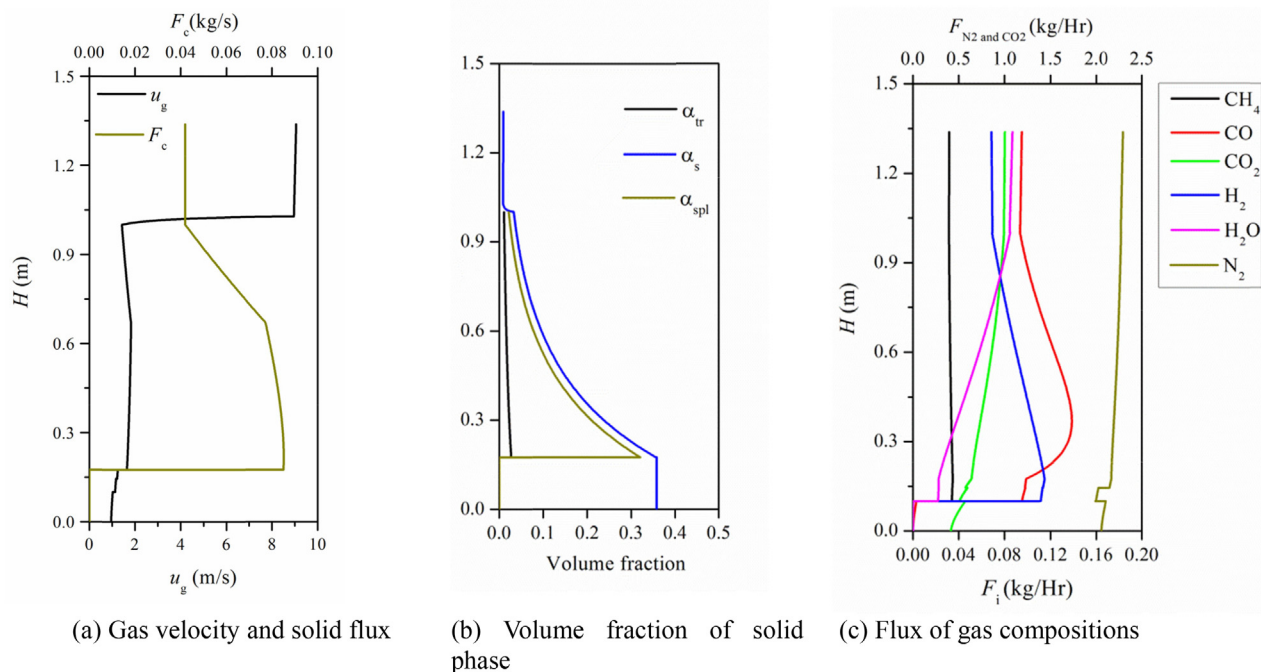 F_c (kg/s)
0.00 0.02 0.04 0.06 0.08 0.10
1.5
1.2
0.9
0.6
0.3
0.0
H (m)
u_g
F_c
0 2 4 6 8 10
u_g (m/s)
(a) Gas velocity and solid flux
1.5
1.2
0.9
0.6
0.3
0.0
α_tr
α_s
α_spl
0.0 0.1 0.2 0.3 0.4 0.5
Volume fraction
(b) Volume fraction of solid
phase
F_N2 and CO2 (kg/Hr)
0.0 0.5 1.0 1.5 2.0 2.5
1.5
1.2
0.9
0.6
0.3
0.0
H (m)
CH₄
CO
CO₂
H₂
H₂O
N₂
0.00 0.04 0.08 0.12 0.16 0.20
F_i (kg/Hr)
(c) Flux of gas compositions